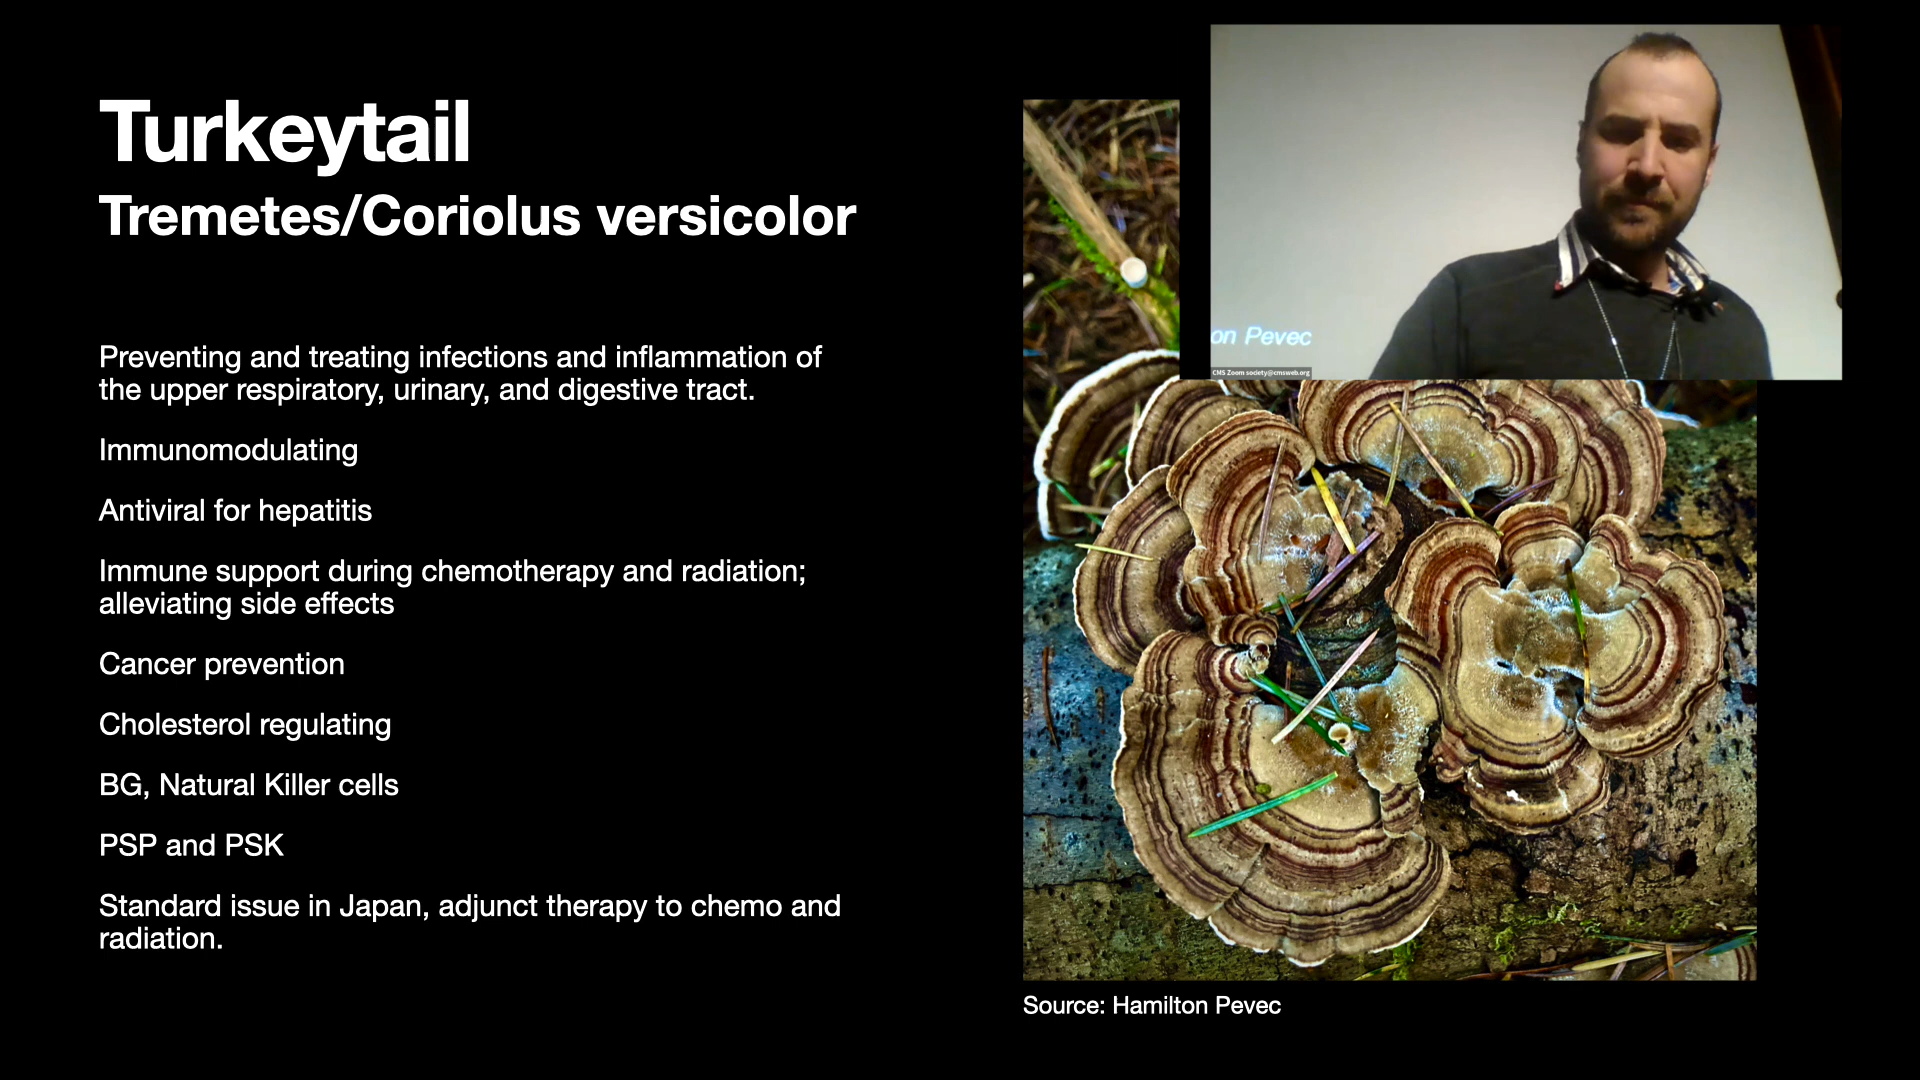 Turkeytail
Tremetes/Coriolus versicolor
Preventing and treating infections and inflammation of
the upper respiratory, urinary, and digestive tract.
Immunomodulating
Antiviral for hepatitis
Immune support during chemotherapy and radiation;
alleviating side effects
Cancer prevention
Cholesterol regulating
BG, Natural Killer cells
PSP and PSK
Standard issue in Japan, adjunct therapy to chemo and
radiation.
on Pevec
CMS Zoom society@cmsweb.org
Source: Hamilton Pevec